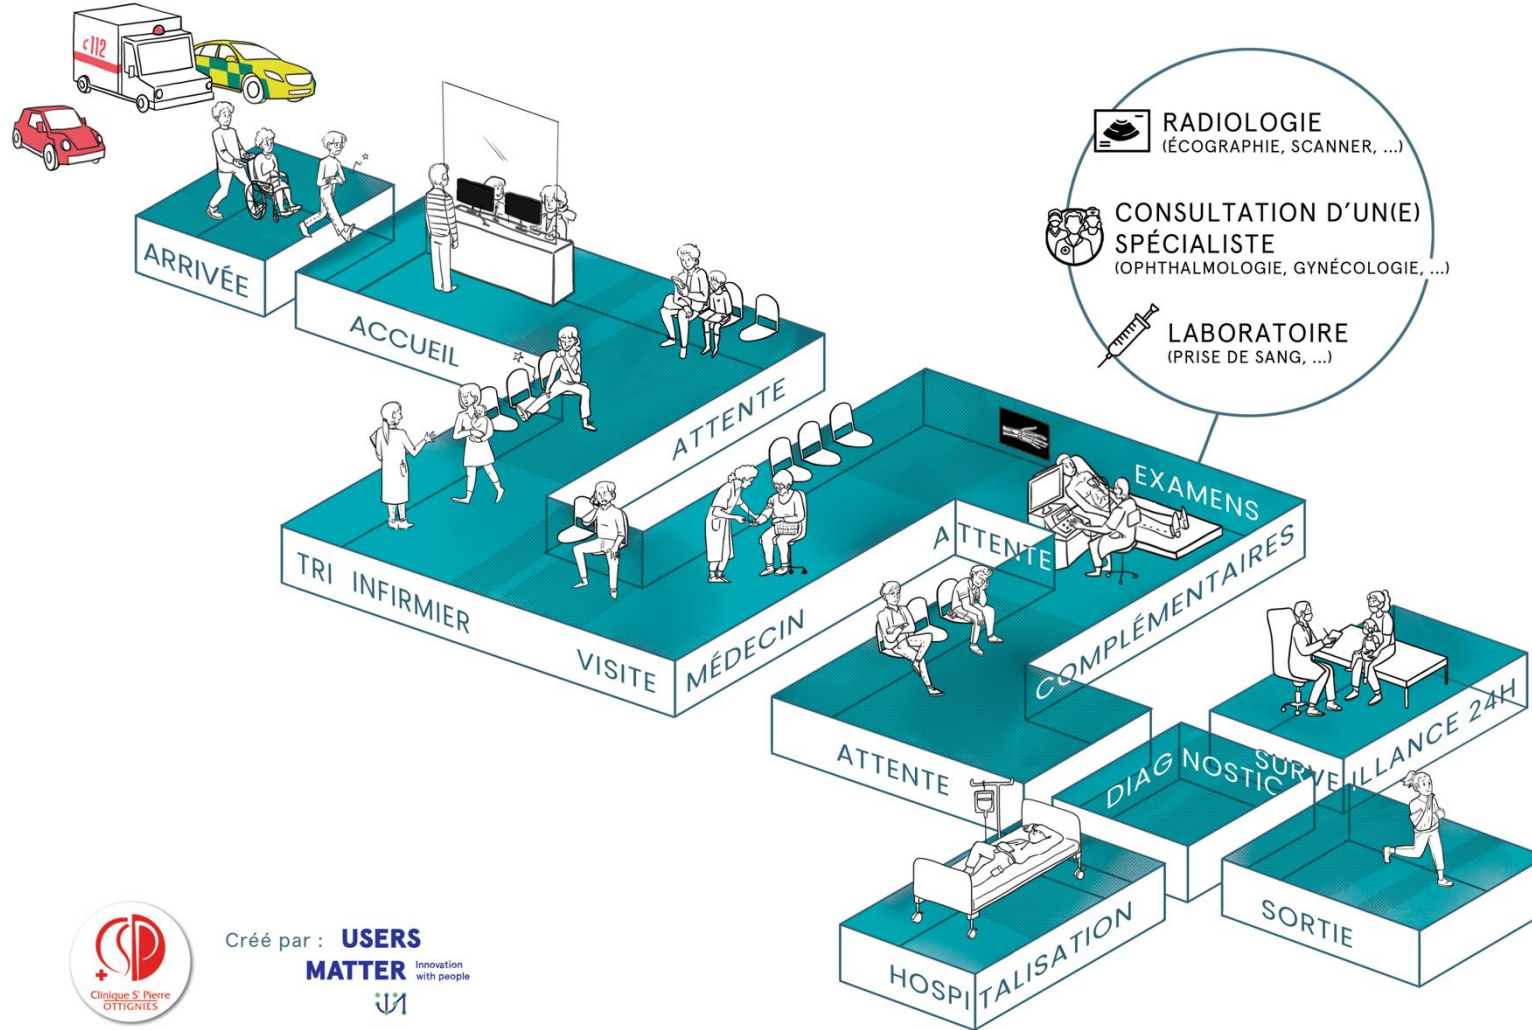 c 112
ARRIVÉE
ACCUEIL
ATTENTE
TRI INFIRMIER
VISITE MÉDECIN
ATTENTE
EXAMENS
COMPLÉMENTAIRES
RADIOLOGIE
(ÉCOGRAPHIE, SCANNER, ...)
CONSULTATION D'UN(E)
SPÉCIALISTE
(OPHTHALMOLOGIE, GYNÉCOLOGIE, ...)
LABORATOIRE
(PRISE DE SANG, ...)
ATTENTE
DIAGNOSTIC
SURVEILLANCE 24H
HOSPITALISATION
SORTIE
CSP
Clinique St Pierre
OTTIGNIES
Créé par : USERS
MATTER Innovation
with people